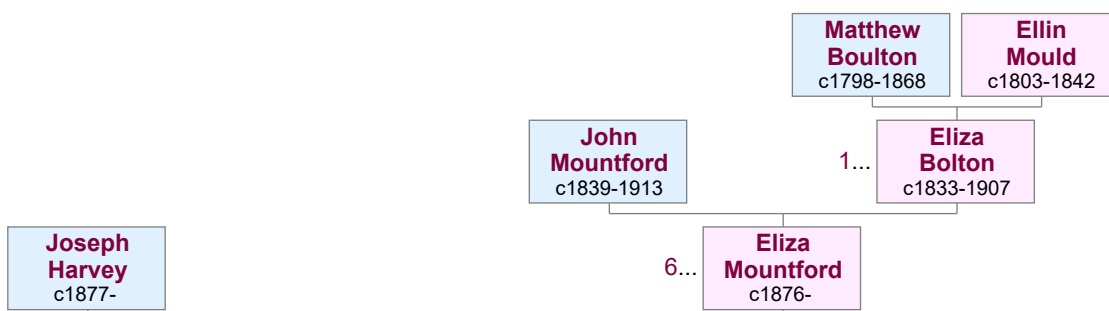 Matthew
Boulton
c1798-1868
Ellin
Mould
c1803-1842
John
Mountford
c1839-1913
1...
Eliza
Bolton
c1833-1907
Joseph
Harvey
c1877-
6...
Eliza
Mountford
c1876-